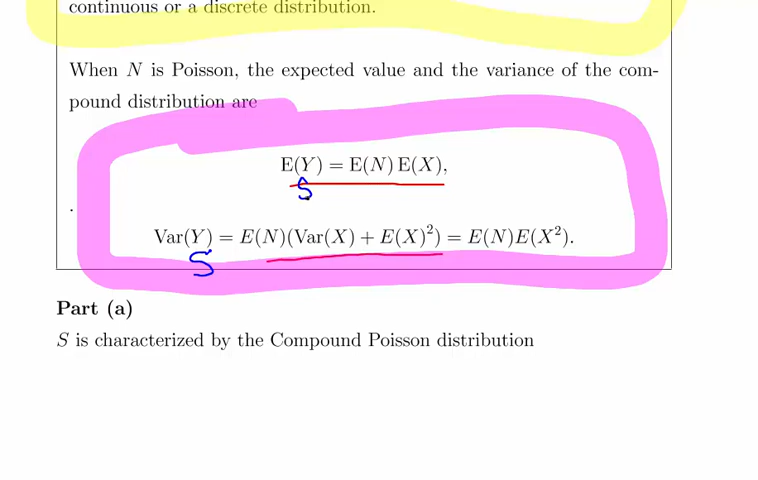 continuous or a discrete distribution.
When N is Poisson, the expected value and the variance of the com-
pound distribution are
E(Y) = E(N) E(X),
S
.
Var(Y) = E(N)(Var(X) + E(X)²) = E(N)E(X²).
S
Part (a)
S is characterized by the Compound Poisson distribution